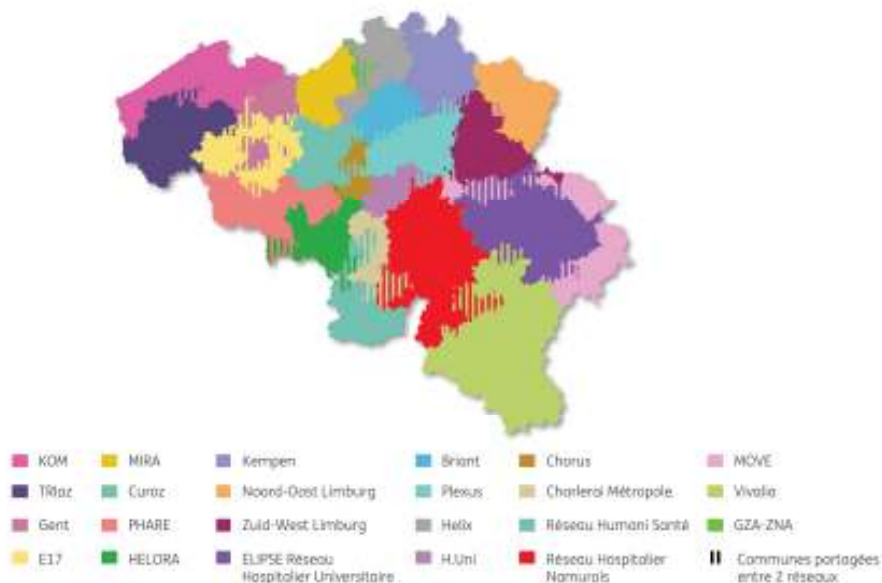 KOM
MIRA
Kempen
Briant
Chorus
MOVE
TRIaz
Curoz
Noord-Oost Limburg
Plexus
Charleroi Métropole
Vivalia
Gent
PHARE
Zuid-West Limburg
Helix
Réseau Humani Santé
GZA-ZNA
E17
HELORA
ELIPSE Réseau
Hospitalier Universitaire
H.Uni
Réseau Hospitalier
Namurois
Communes partagées
entre 2 réseaux